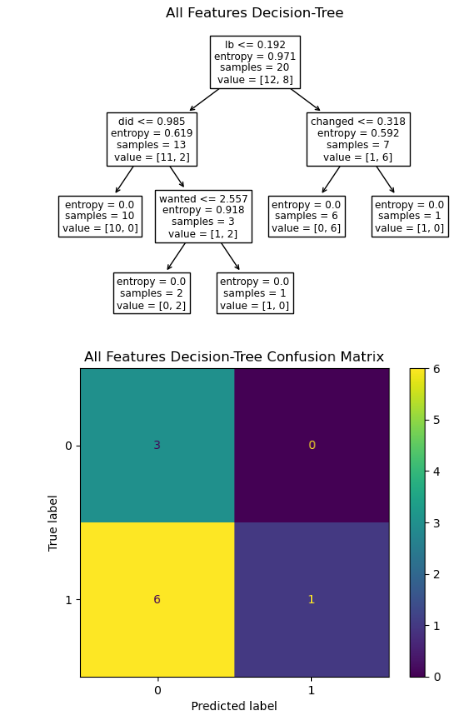 All Features Decision-Tree
lb <= 0.192
entropy = 0.971
samples = 20
value = [12, 8]
did <= 0.985
entropy = 0.619
samples = 13
value = [11, 2]
changed <= 0.318
entropy = 0.592
samples = 7
value = [1, 6]
entropy = 0.0
samples = 10
value = [10, 0]
wanted <= 2.557
entropy = 0.918
samples = 3
value = [1, 2]
entropy = 0.0
samples = 6
value = [0, 6]
entropy = 0.0
samples = 1
value = [1, 0]
entropy = 0.0
samples = 2
value = [0, 2]
entropy = 0.0
samples = 1
value = [1, 0]
All Features Decision-Tree Confusion Matrix
True label
0
1
3
0
6
1
0
1
Predicted label
6
5
4
3
2
1
0